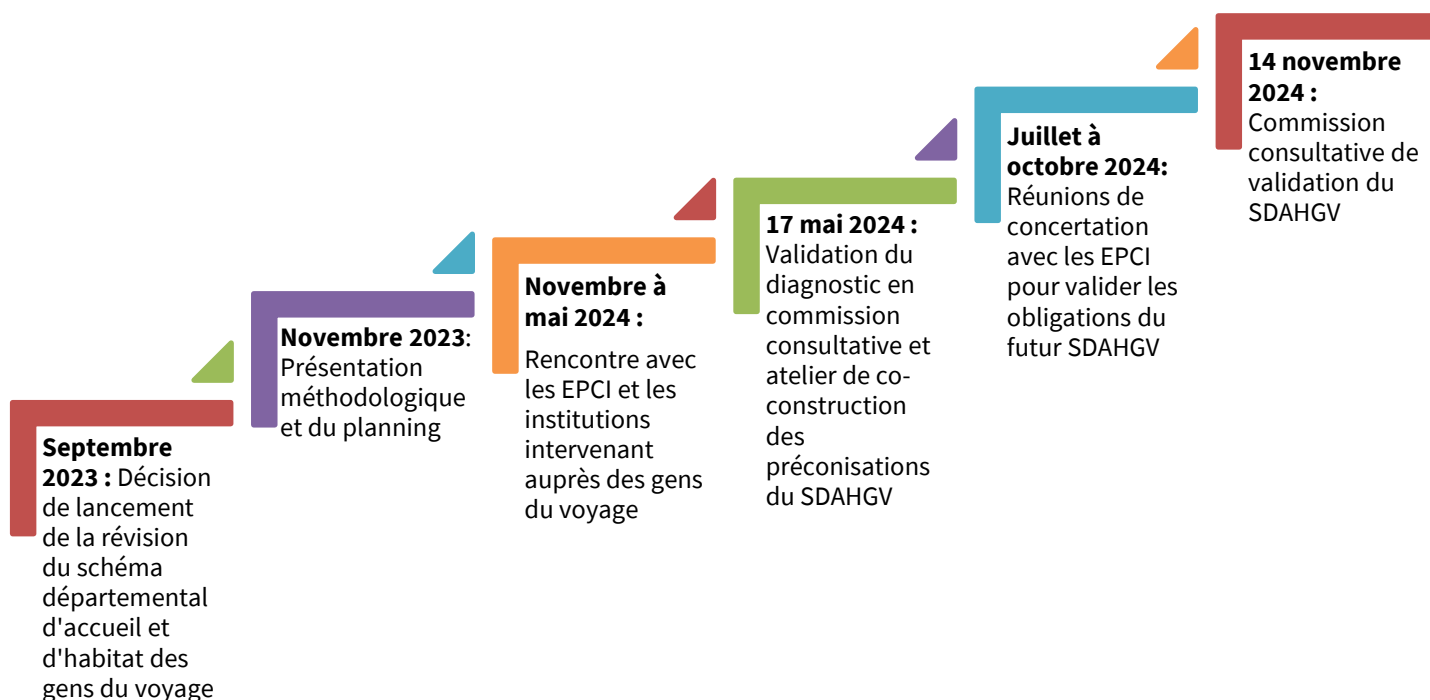 Septembre
2023 : Décision
de lancement
de la révision
du schéma
départemental
d'accueil et
d'habitat des
gens du voyage
Novembre 2023:
Présentation
méthodologique
et du planning
Novembre à
mai 2024 :
Rencontre avec
les EPCI et les
institutions
intervenant
auprès des gens
du voyage
17 mai 2024 :
Validation du
diagnostic en
commission
consultative et
atelier de co-
construction
des
préconisations
du SDAHGV
Juillet à
octobre 2024:
Réunions de
concertation
avec les EPCI
pour valider les
obligations du
futur SDAHGV
14 novembre
2024 :
Commission
consultative de
validation du
SDAHGV